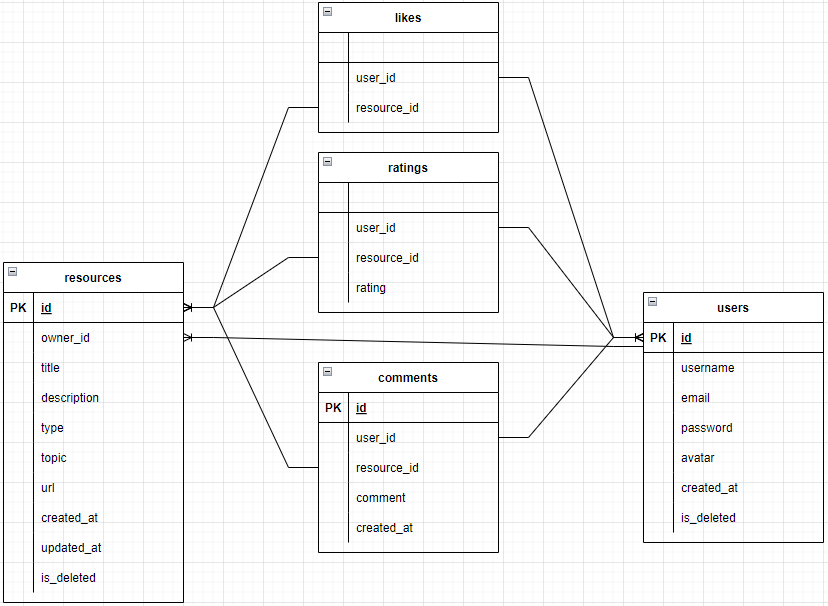 likes
user_id
resource_id
ratings
user_id
resource_id
rating
resources
PK id
owner_id
title
description
type
topic
url
created_at
updated_at
is_deleted
comments
PK id
user_id
resource_id
comment
created_at
users
PK id
username
email
password
avatar
created_at
is_deleted